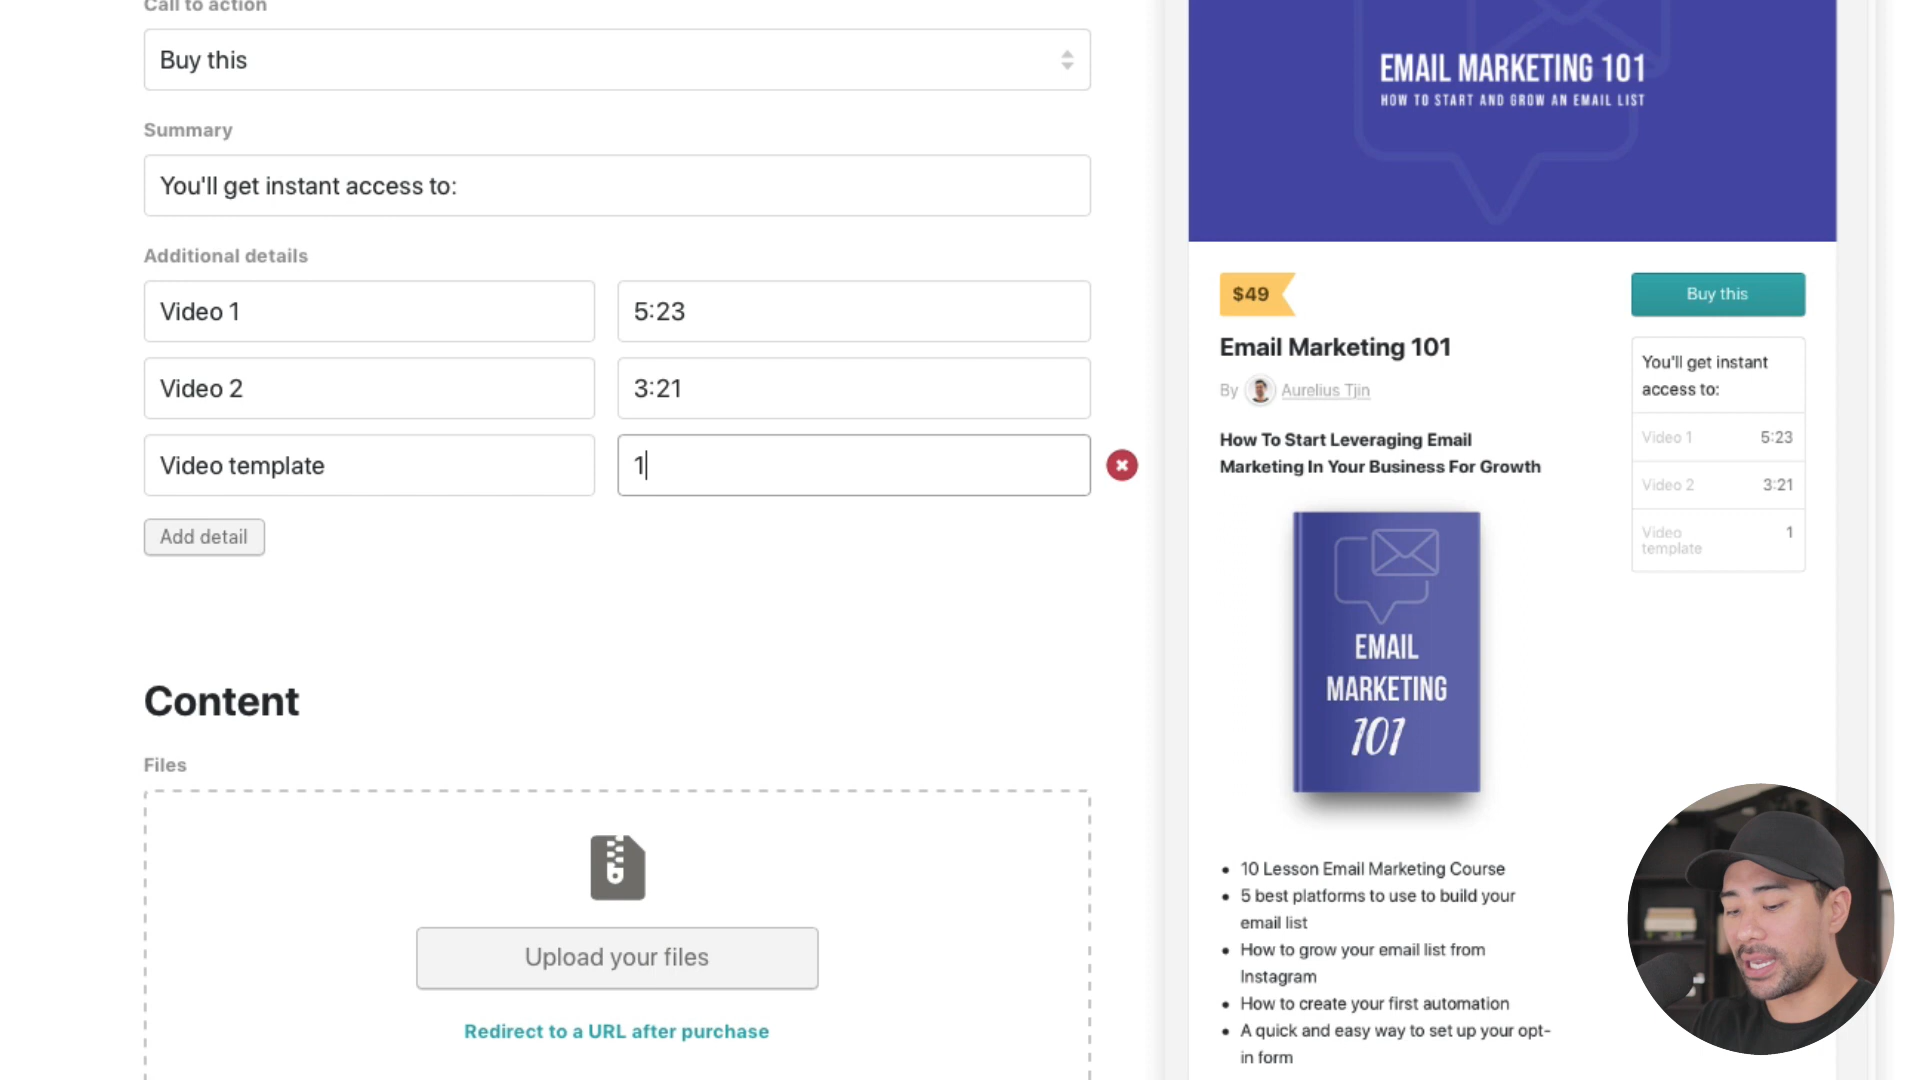 Call to action
Buy this
Summary
You'll get instant access to:
Additional details
Video 1
5:23
Video 2
3:21
Video template
1
Add detail
Content
Files
Upload your files
Redirect to a URL after purchase
EMAIL MARKETING 101
HOW TO START AND GROW AN EMAIL LIST
$49
Buy this
Email Marketing 101
By Aurelius Tjin
How To Start Leveraging Email
Marketing In Your Business For Growth
You'll get instant
access to:
Video 1
5:23
Video 2
3:21
Video
template
1
EMAIL
MARKETING
101
• 10 Lesson Email Marketing Course
• 5 best platforms to use to build your
email list
• How to grow your email list from
Instagram
• How to create your first automation
• A quick and easy way to set up your opt-
in form